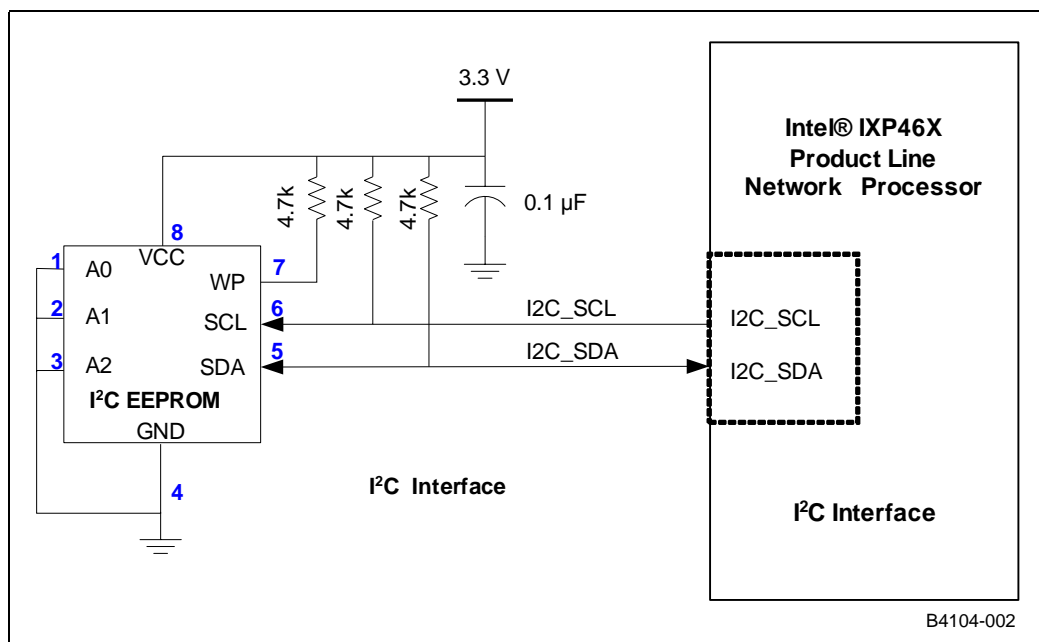 3.3 V
Intel® IXP46X
Product Line
Network Processor
4.7k
4.7k
4.7k
0.1 µF
8
VCC
1
A0
7
WP
2
A1
6
SCL
I2C_SCL
I2C_SCL
3
A2
5
SDA
I2C_SDA
I2C_SDA
I²C EEPROM
GND
4
I²C Interface
I²C Interface
B4104-002